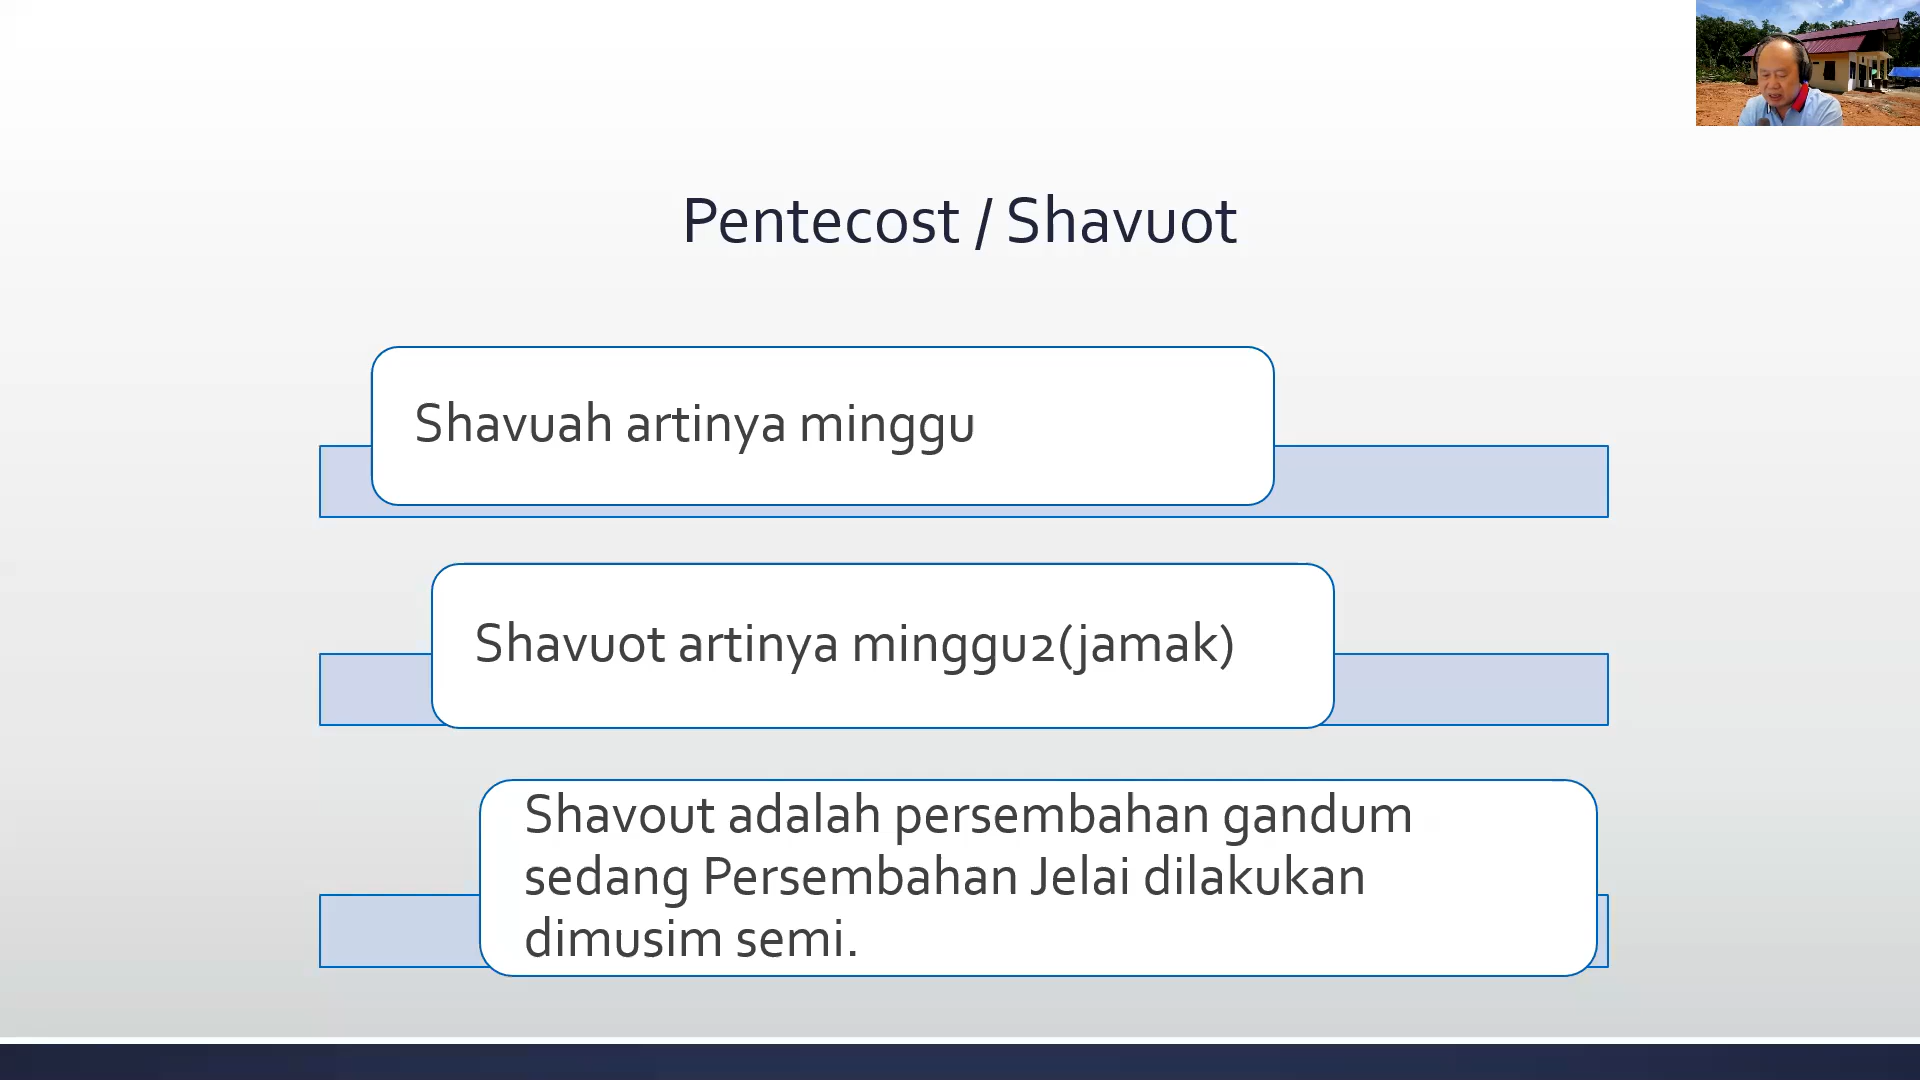 Pentecost / Shavuot
Shavuah artinya minggu
Shavuot artinya minggu2(jamak)
Shavout adalah persembahan gandum
sedang Persembahan Jelai dilakukan
dimusim semi.